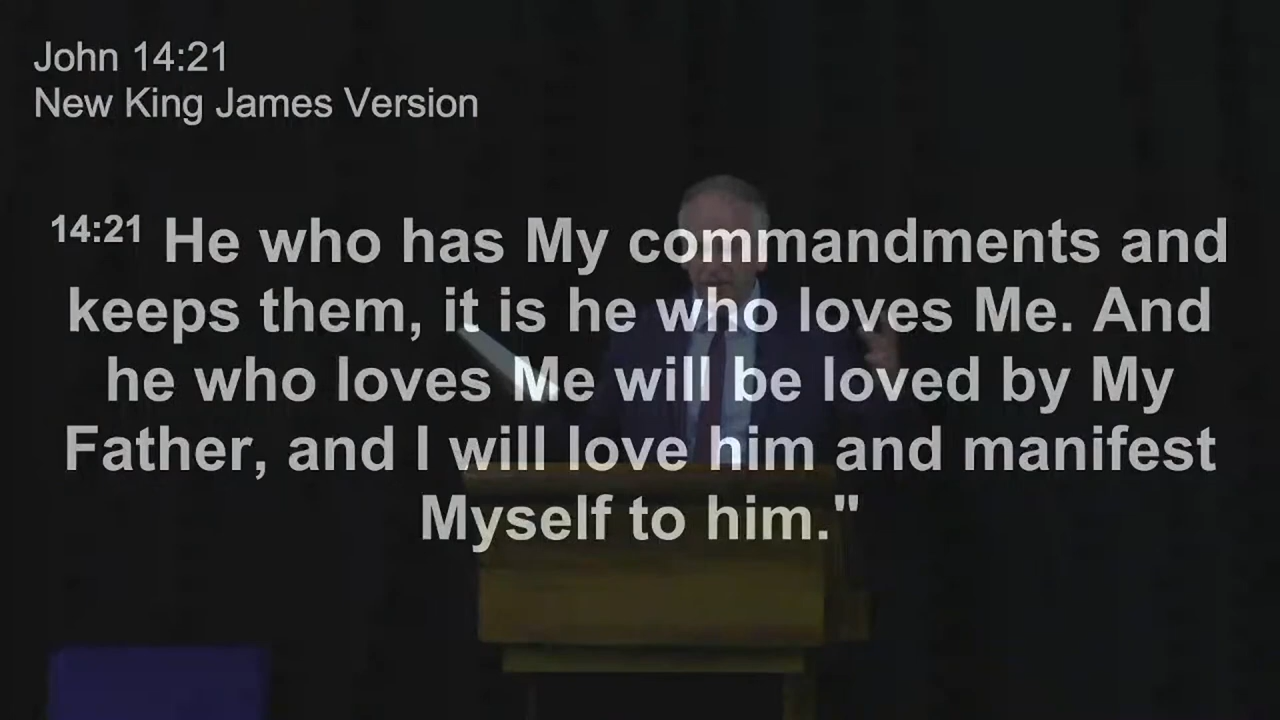 John 14:21
New King James Version
14:21 He who has My commandments and
keeps them, it is he who loves Me. And
he who loves Me will be loved by My
Father, and I will love him and manifest
Myself to him."